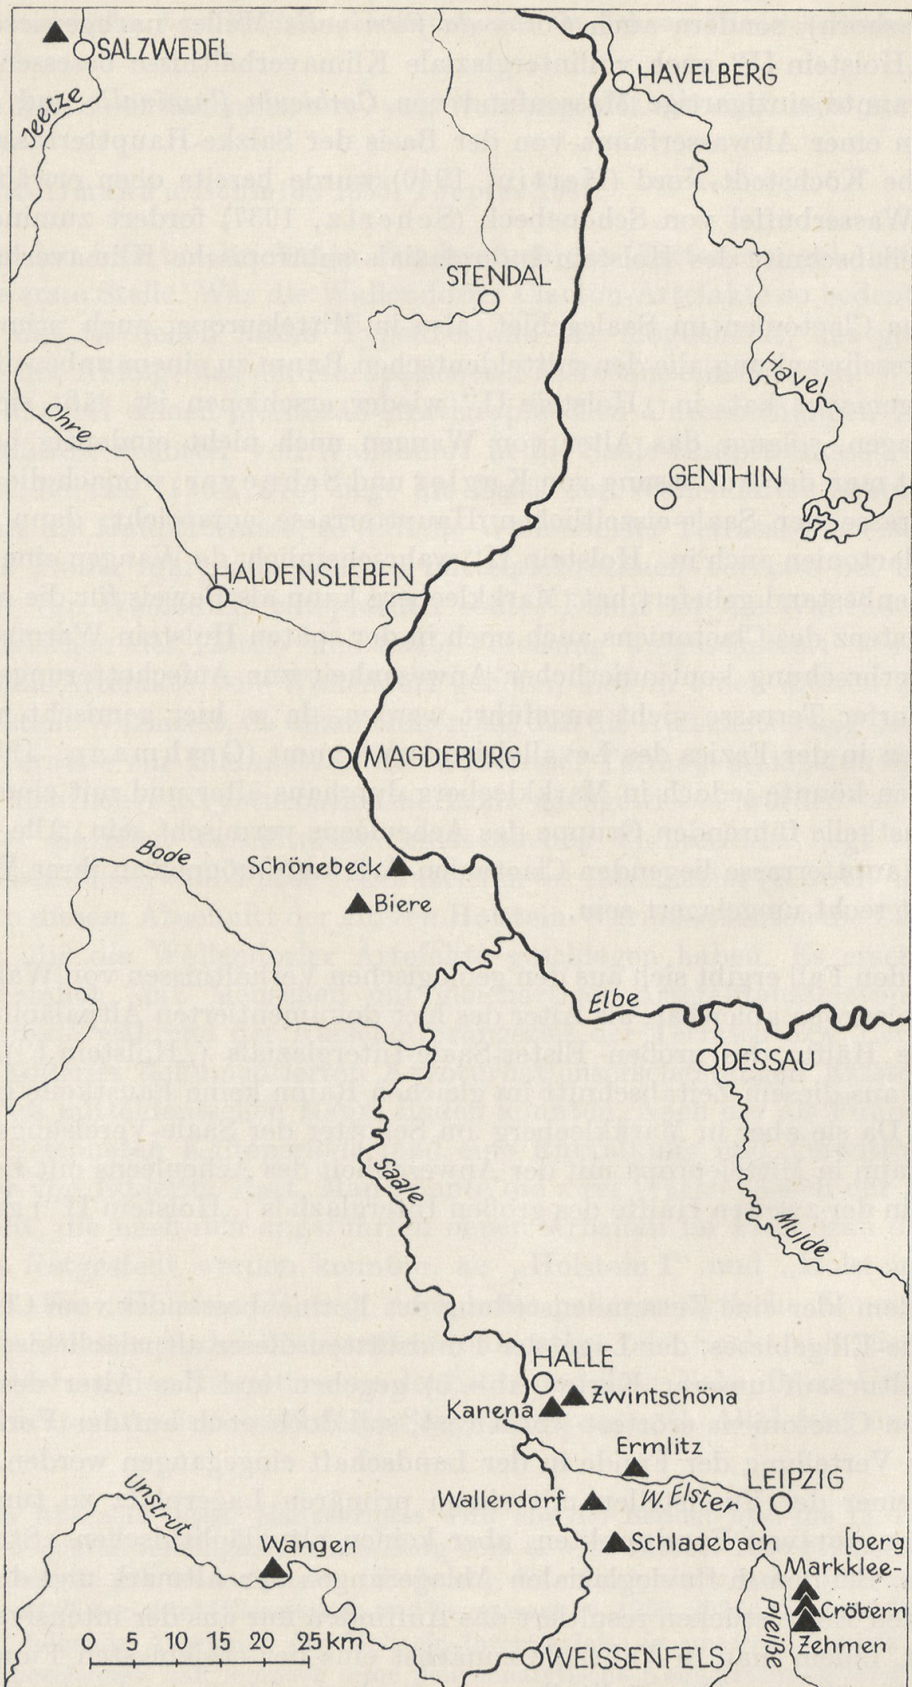 SALZWEDEL
HAVELBERG
Jeetze
STENDAL
Havel
Ohre
GENTHIN
HALDENSLEBEN
MAGDEBURG
Bode
Schönebeck
Biere
Elbe
DESSAU
Saale
Mulde
HALLE
Zwintschöna
Kanena
Ermlitz
LEIPZIG
Unstrut
Wallendorf
W. Elster
Wangen
Schladebach
[berg
Markklee-
Cröbern
Pleiße
Zehmen
0 5 10 15 20 25 km
WEISSENFELS